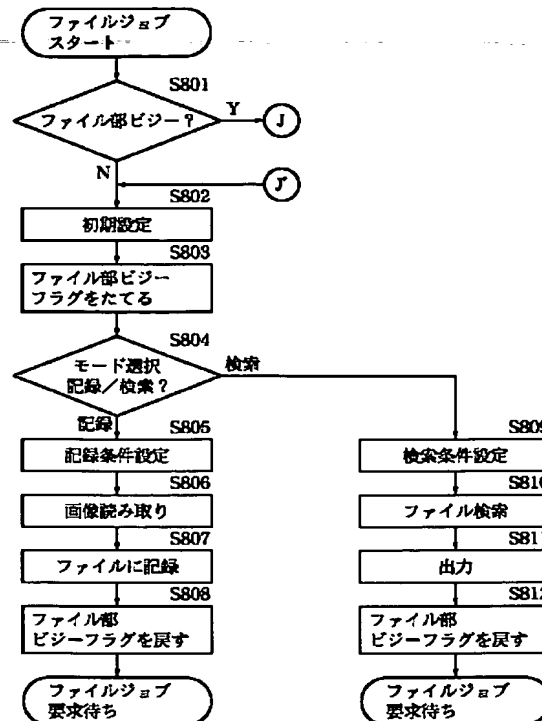 ファイルジョブ
スタート
S801
ファイル部ビジー?
Y
J
N
J'
S802
初期設定
S803
ファイル部ビジー
フラグをたてる
S804
モード選択
記録/検索?
検索
記録
S805
記録条件設定
S806
画像読み取り
S807
ファイルに記録
S808
ファイル部
ビジーフラグを戻す
ファイルジョブ
要求待ち
S809
検索条件設定
S810
ファイル検索
S811
出力
S812
ファイル部
ビジーフラグを戻す
ファイルジョブ
要求待ち